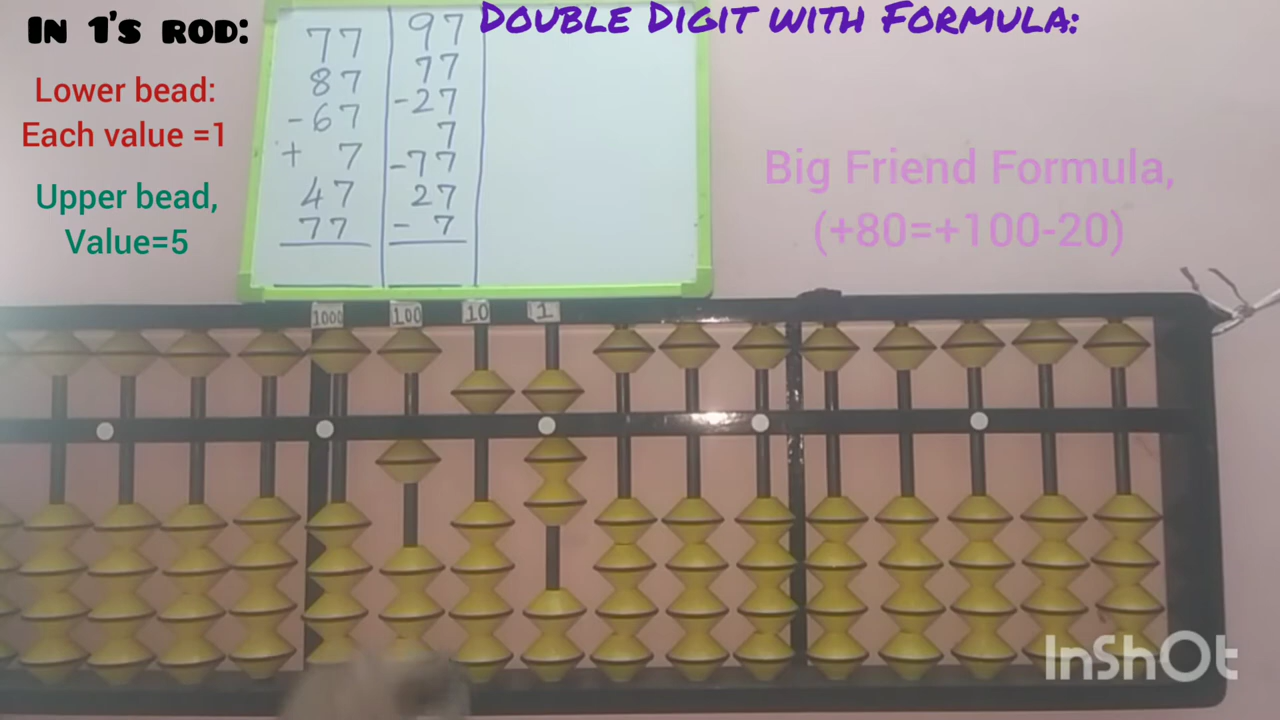 In 1's rod:
Lower bead:
Each value =1
Upper bead,
Value=5
Double Digit with Formula:
77
87
-67
+ 7
47
77
97
77
-27
7
-77
27
- 7
Big Friend Formula,
(+80=+100-20)
1000 100 10 1
InShOt